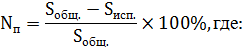 Nп = (Sобщ. − Sисп.) / Sобщ. × 100%, где: